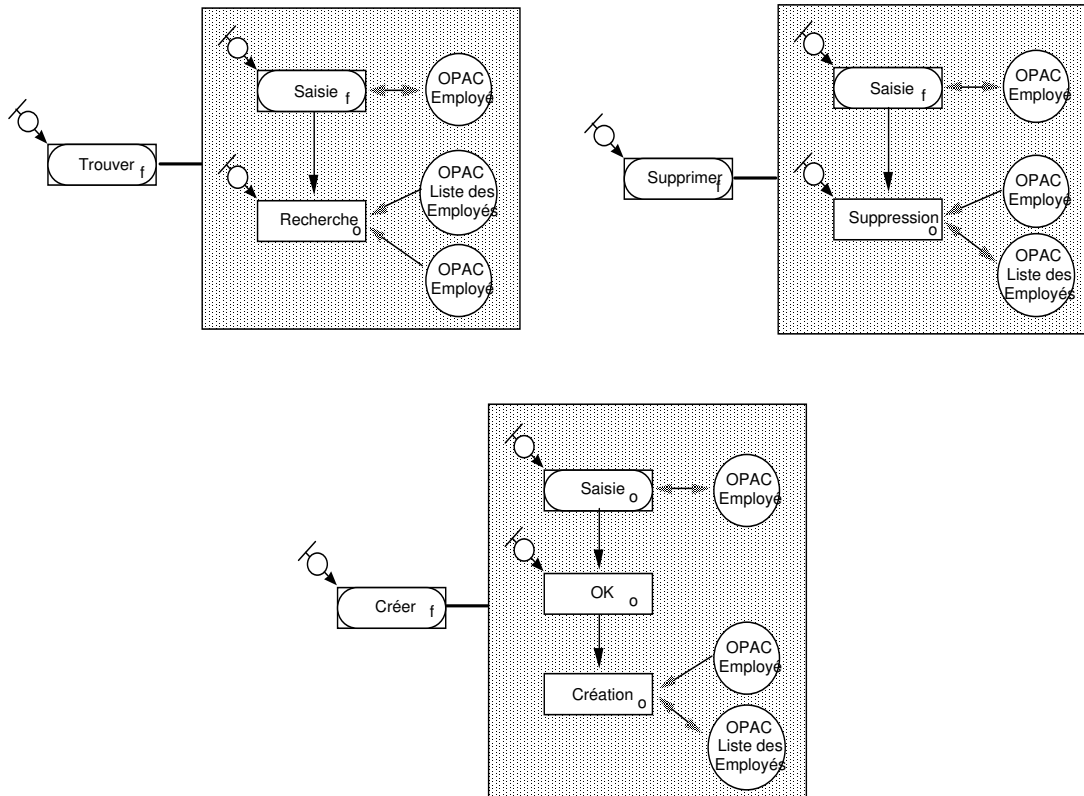 Saisie f
OPAC
Employé
Trouver f
OPAC
Liste des
Employés
Recherche o
OPAC
Employé
Saisie f
OPAC
Employé
Supprimer f
OPAC
Employé
Suppression o
OPAC
Liste des
Employés
Saisie o
OPAC
Employé
OK o
Créer f
OPAC
Employé
Création o
OPAC
Liste des
Employés